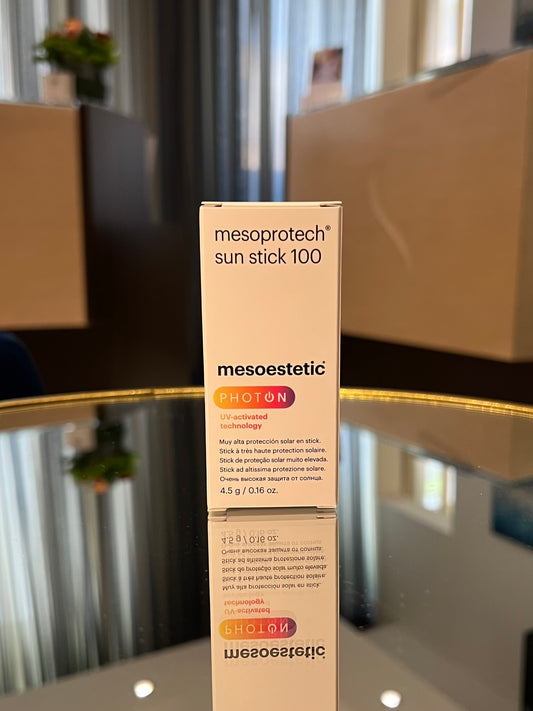 mesoprotech®
sun stick 100
mesoestetic®
PHOTON
UV-activated
technology
Muy alta protección solar en stick.
Stick à très haute protection solaire.
Stick de proteção solar muito elevada.
Stick ad altissima protezione solare.
Очень высокая защита от солнца.
4.5 g / 0.16 oz.